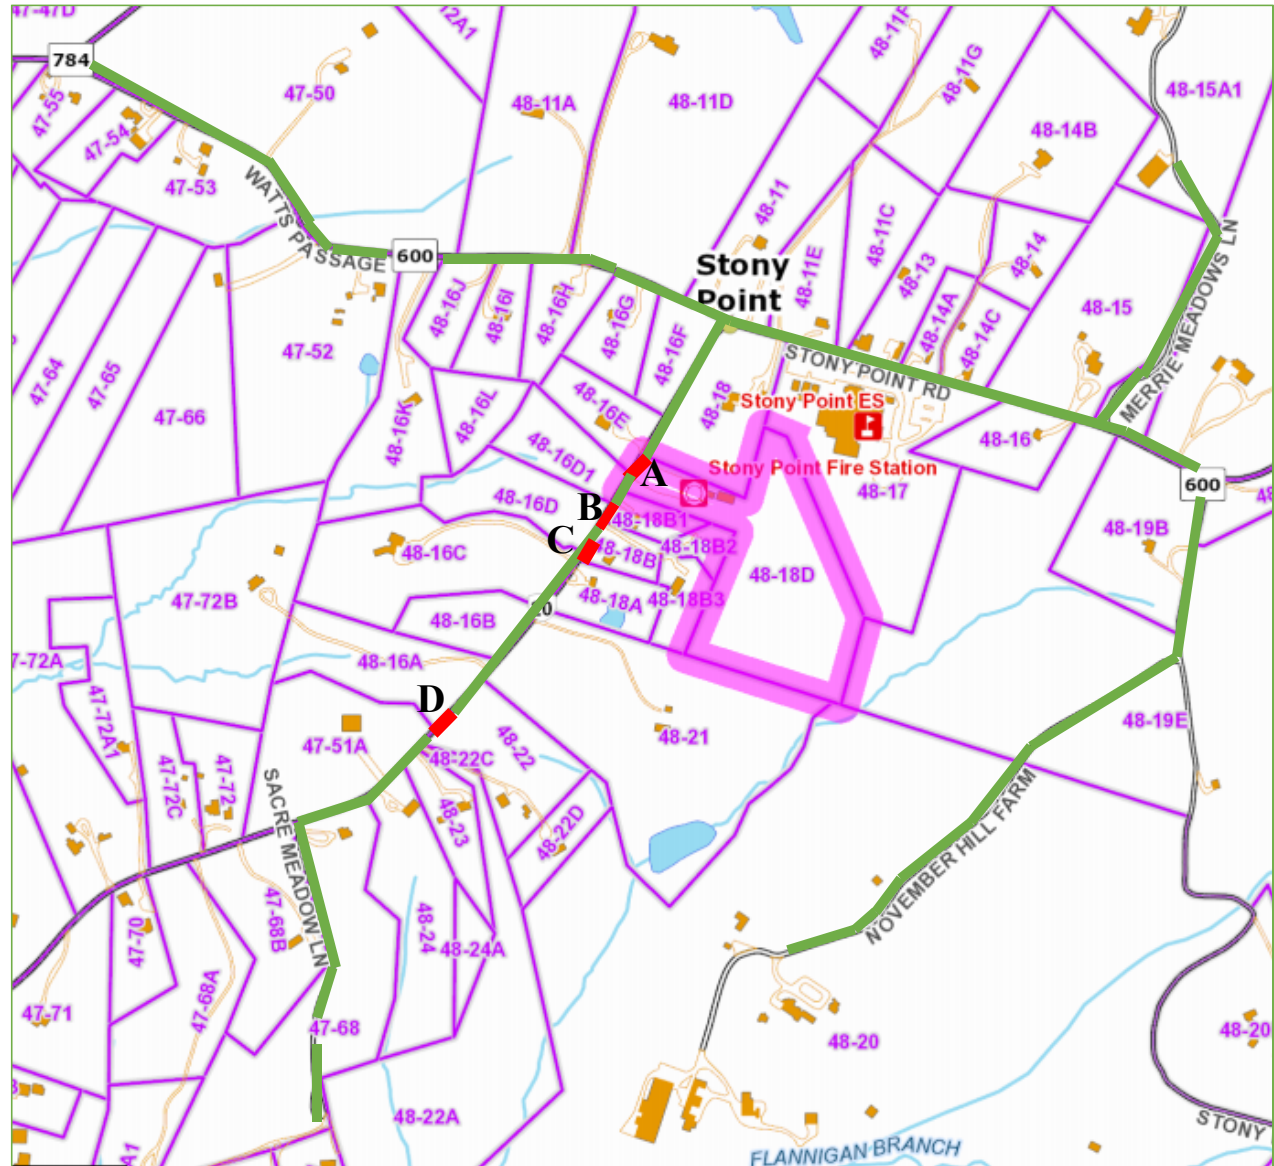 47-47D
12A1
48-11F
784
47-55
47-50
48-11A
48-11D
48-11G
48-15A1
47-54
48-14B
47-53
WATTS PASSAGE
600
48-11
48-11C
48-11E
48-13
48-14
MERRIE MEADOWS LN
Stony
Point
48-16J
48-16I
48-16H
48-16G
48-16F
48-14A
48-14C
48-15
47-64
47-65
47-52
STONY POINT RD
47-66
48-16K
48-16L
48-16E
48-18
Stony Point ES
48-16
48-16D1
A
Stony Point Fire Station
48-17
600
48-16D
B
48-18B1
48-19B
C
48-18B
48-18B2
48-16C
48-18D
47-72B
48-18A
48-18B3
20
48-16B
7-72A
48-16A
D
47-72A1
47-51A
48-22C
48-22
48-21
48-19E
47-72C
47-72
SACRE MEADOW LN
48-23
48-22D
NOVEMBER HILL FARM
47-70
47-68B
48-24
48-24A
47-71
47-68A
47-68
48-20
48-20
48-22A
STONY
A1
FLANNIGAN BRANCH